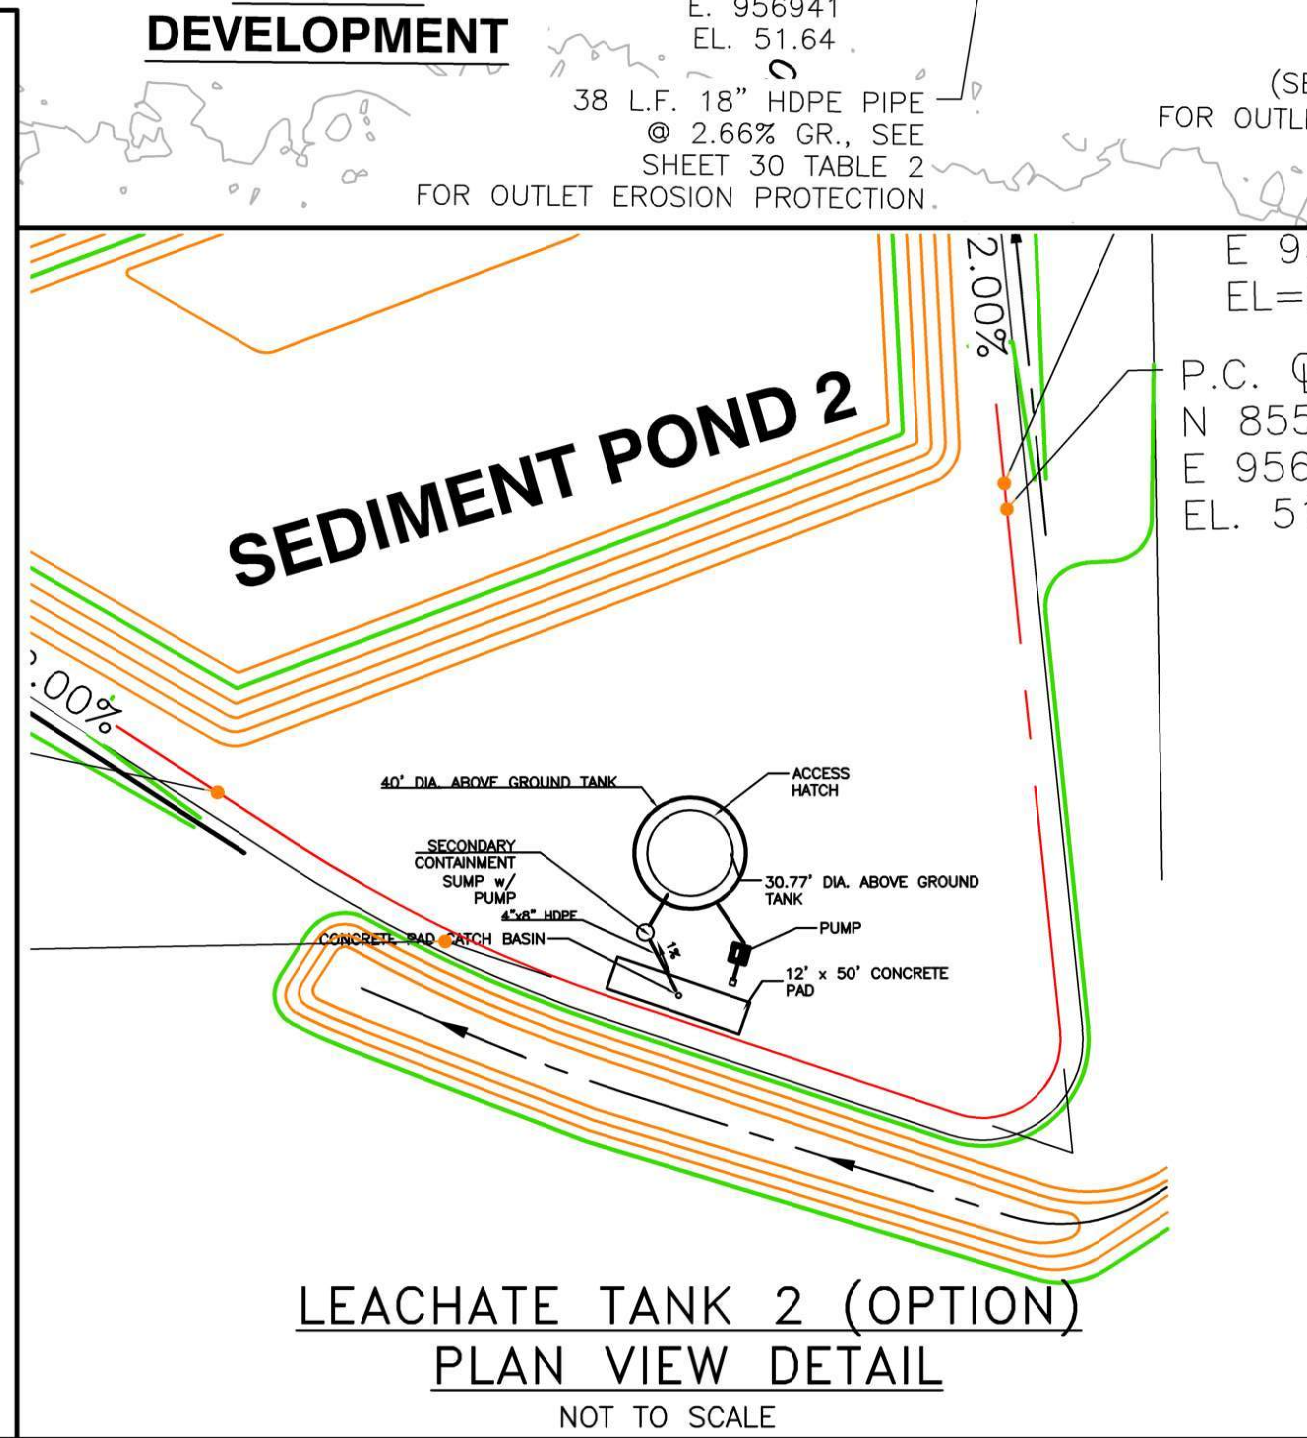 DEVELOPMENT
E. 956941
EL. 51.64
38 L.F. 18" HDPE PIPE
@ 2.66% GR., SEE
SHEET 30 TABLE 2
FOR OUTLET EROSION PROTECTION
(SE
FOR OUTL
E 9
EL=
2.00%
P.C. ℄
N 855
E 956
EL. 51
SEDIMENT POND 2
.00%
40' DIA. ABOVE GROUND TANK
ACCESS
HATCH
SECONDARY
CONTAINMENT
SUMP w/
PUMP
30.77' DIA. ABOVE GROUND
TANK
4"x8" HDPE
PUMP
CONCRETE PAD CATCH BASIN
1%
12' x 50' CONCRETE
PAD
LEACHATE TANK 2 (OPTION)
PLAN VIEW DETAIL
NOT TO SCALE